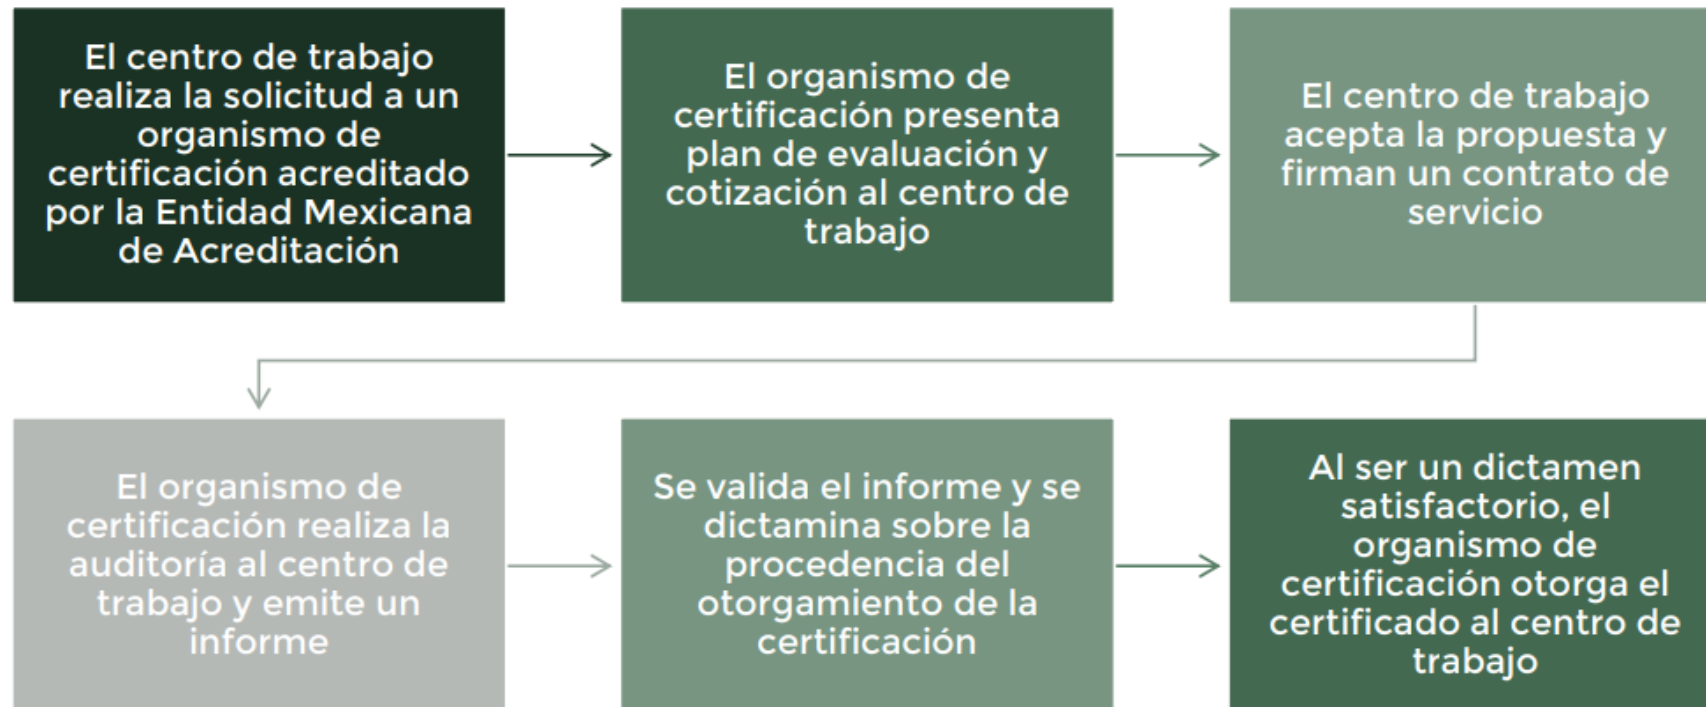 El centro de trabajo
realiza la solicitud a un
organismo de
certificación acreditado
por la Entidad Mexicana
de Acreditación
El organismo de
certificación presenta
plan de evaluación y
cotización al centro de
trabajo
El centro de trabajo
acepta la propuesta y
firman un contrato de
servicio
El organismo de
certificación realiza la
auditoría al centro de
trabajo y emite un
informe
Se valida el informe y se
dictamina sobre la
procedencia del
otorgamiento de la
certificación
Al ser un dictamen
satisfactorio, el
organismo de
certificación otorga el
certificado al centro de
trabajo